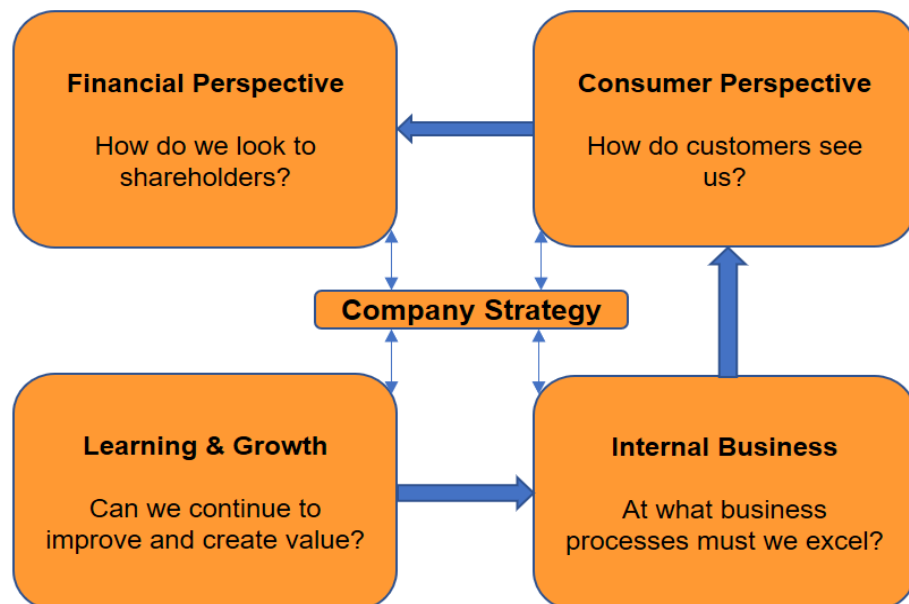 Financial Perspective
How do we look to
shareholders?
Consumer Perspective
How do customers see
us?
Company Strategy
Learning & Growth
Can we continue to
improve and create value?
Internal Business
At what business
processes must we excel?